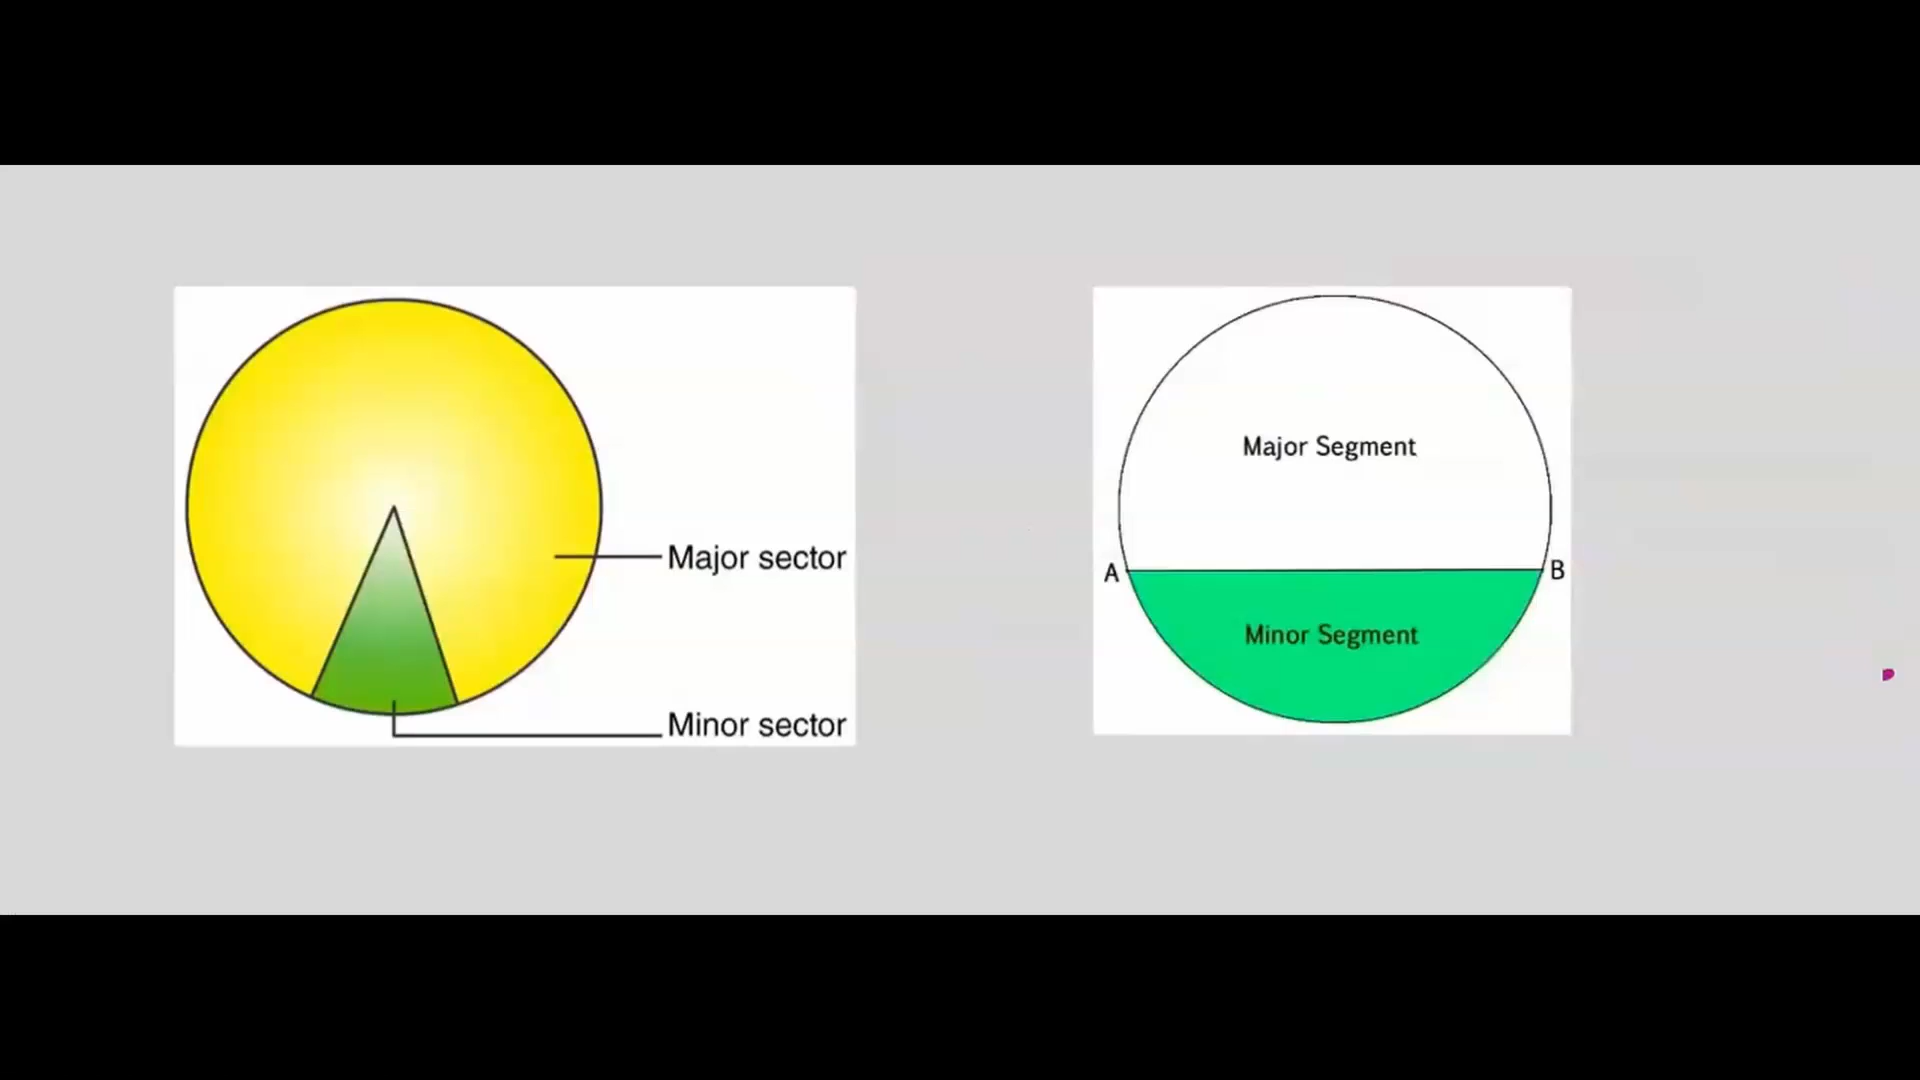 Major sector
Minor sector
Major Segment
A
B
Minor Segment